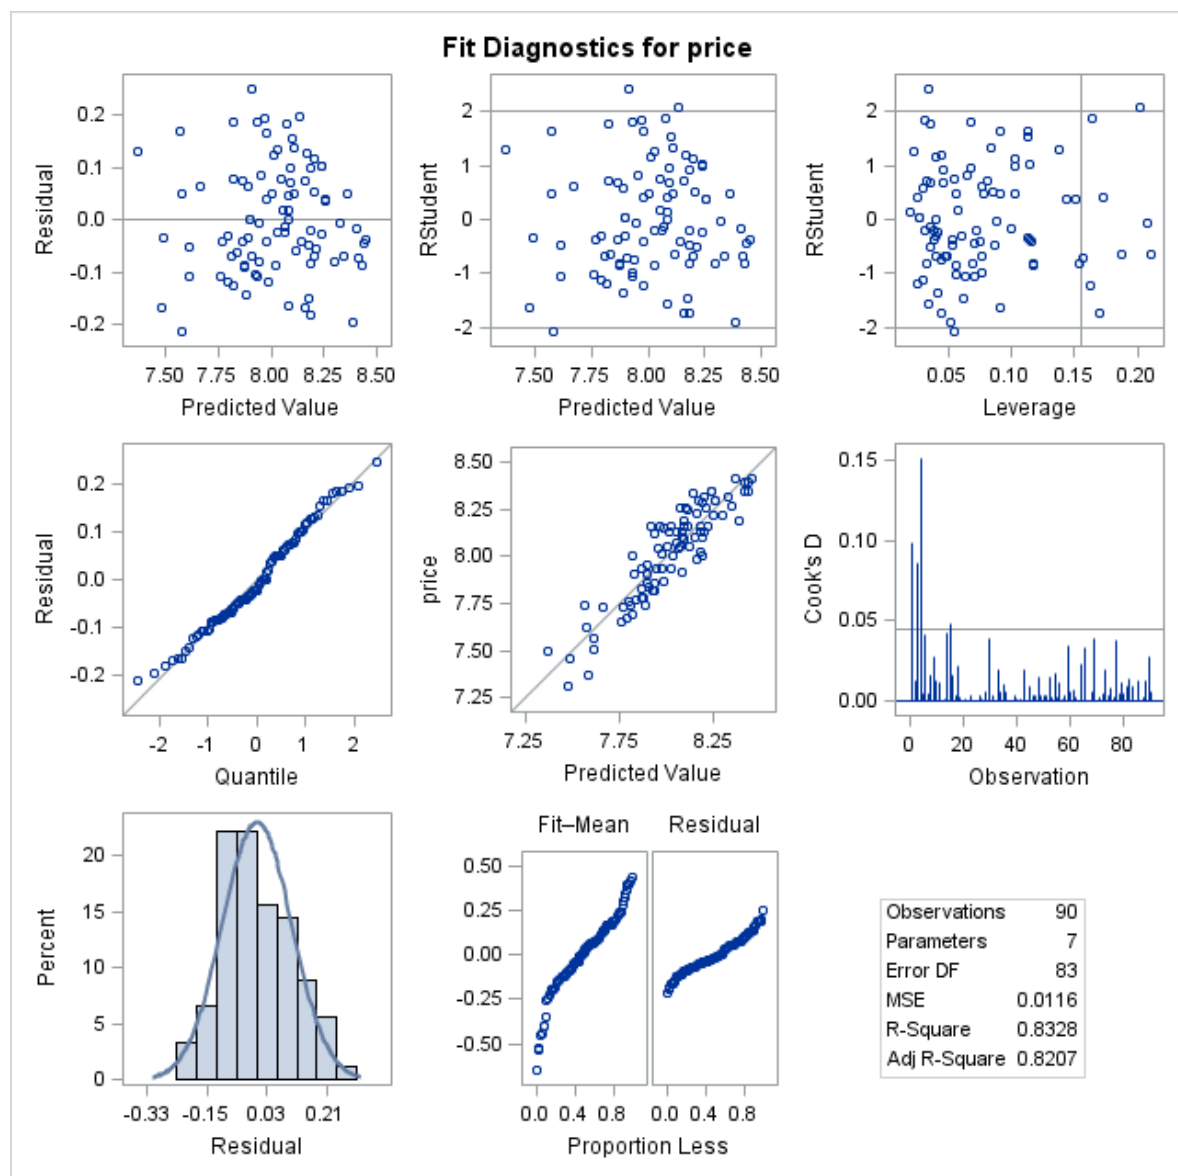 Fit Diagnostics for price
Residual
0.2
0.1
0.0
-0.1
-0.2
7.50 7.75 8.00 8.25 8.50
Predicted Value
RStudent
2
1
0
-1
-2
7.50 7.75 8.00 8.25 8.50
Predicted Value
RStudent
2
1
0
-1
-2
0.05 0.10 0.15 0.20
Leverage
Residual
0.2
0.1
0.0
-0.1
-0.2
-2 -1 0 1 2
Quantile
price
8.50
8.25
8.00
7.75
7.50
7.25
7.25 7.75 8.25
Predicted Value
Cook's D
0.15
0.10
0.05
0.00
0 20 40 60 80
Observation
Percent
20
15
10
5
0
-0.33 -0.15 0.03 0.21
Residual
Fit–Mean Residual
0.50
0.25
0.00
-0.25
-0.50
0.0 0.4 0.8 0.0 0.4 0.8
Proportion Less
Observations 90
Parameters 7
Error DF 83
MSE 0.0116
R-Square 0.8328
Adj R-Square 0.8207